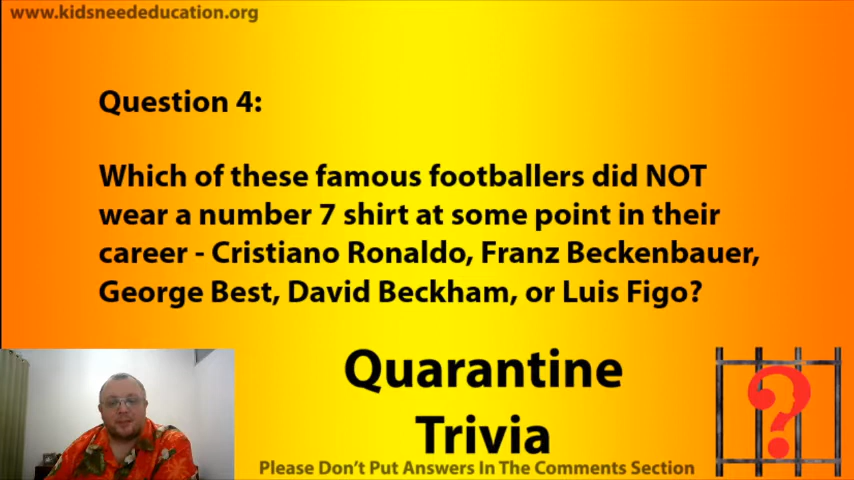 www.kidsneededucation.org
Question 4:
Which of these famous footballers did NOT
wear a number 7 shirt at some point in their
career - Cristiano Ronaldo, Franz Beckenbauer,
George Best, David Beckham, or Luis Figo?
Quarantine
Trivia
Please Don't Put Answers In The Comments Section
?